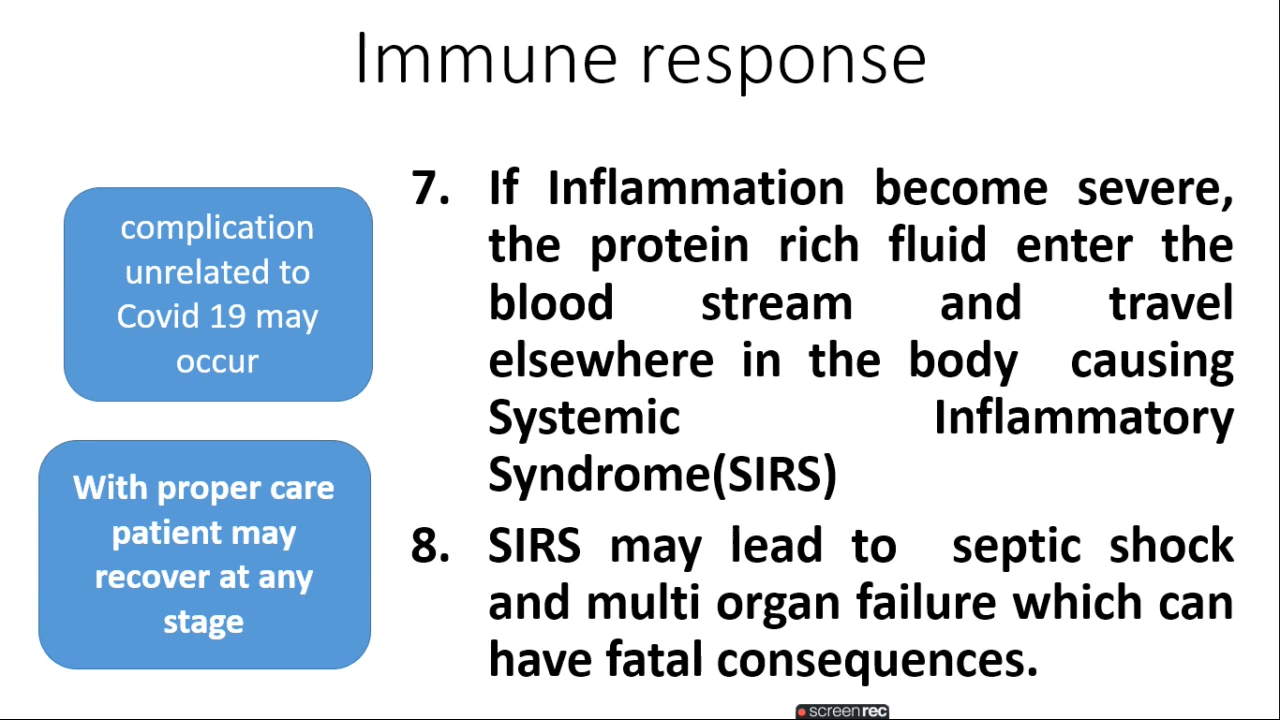 Immune response
complication
unrelated to
Covid 19 may
occur
With proper care
patient may
recover at any
stage
7. If Inflammation become severe,
the protein rich fluid enter the
blood stream and travel
elsewhere in the body causing
Systemic Inflammatory
Syndrome(SIRS)
8. SIRS may lead to septic shock
and multi organ failure which can
have fatal consequences.
screenrec